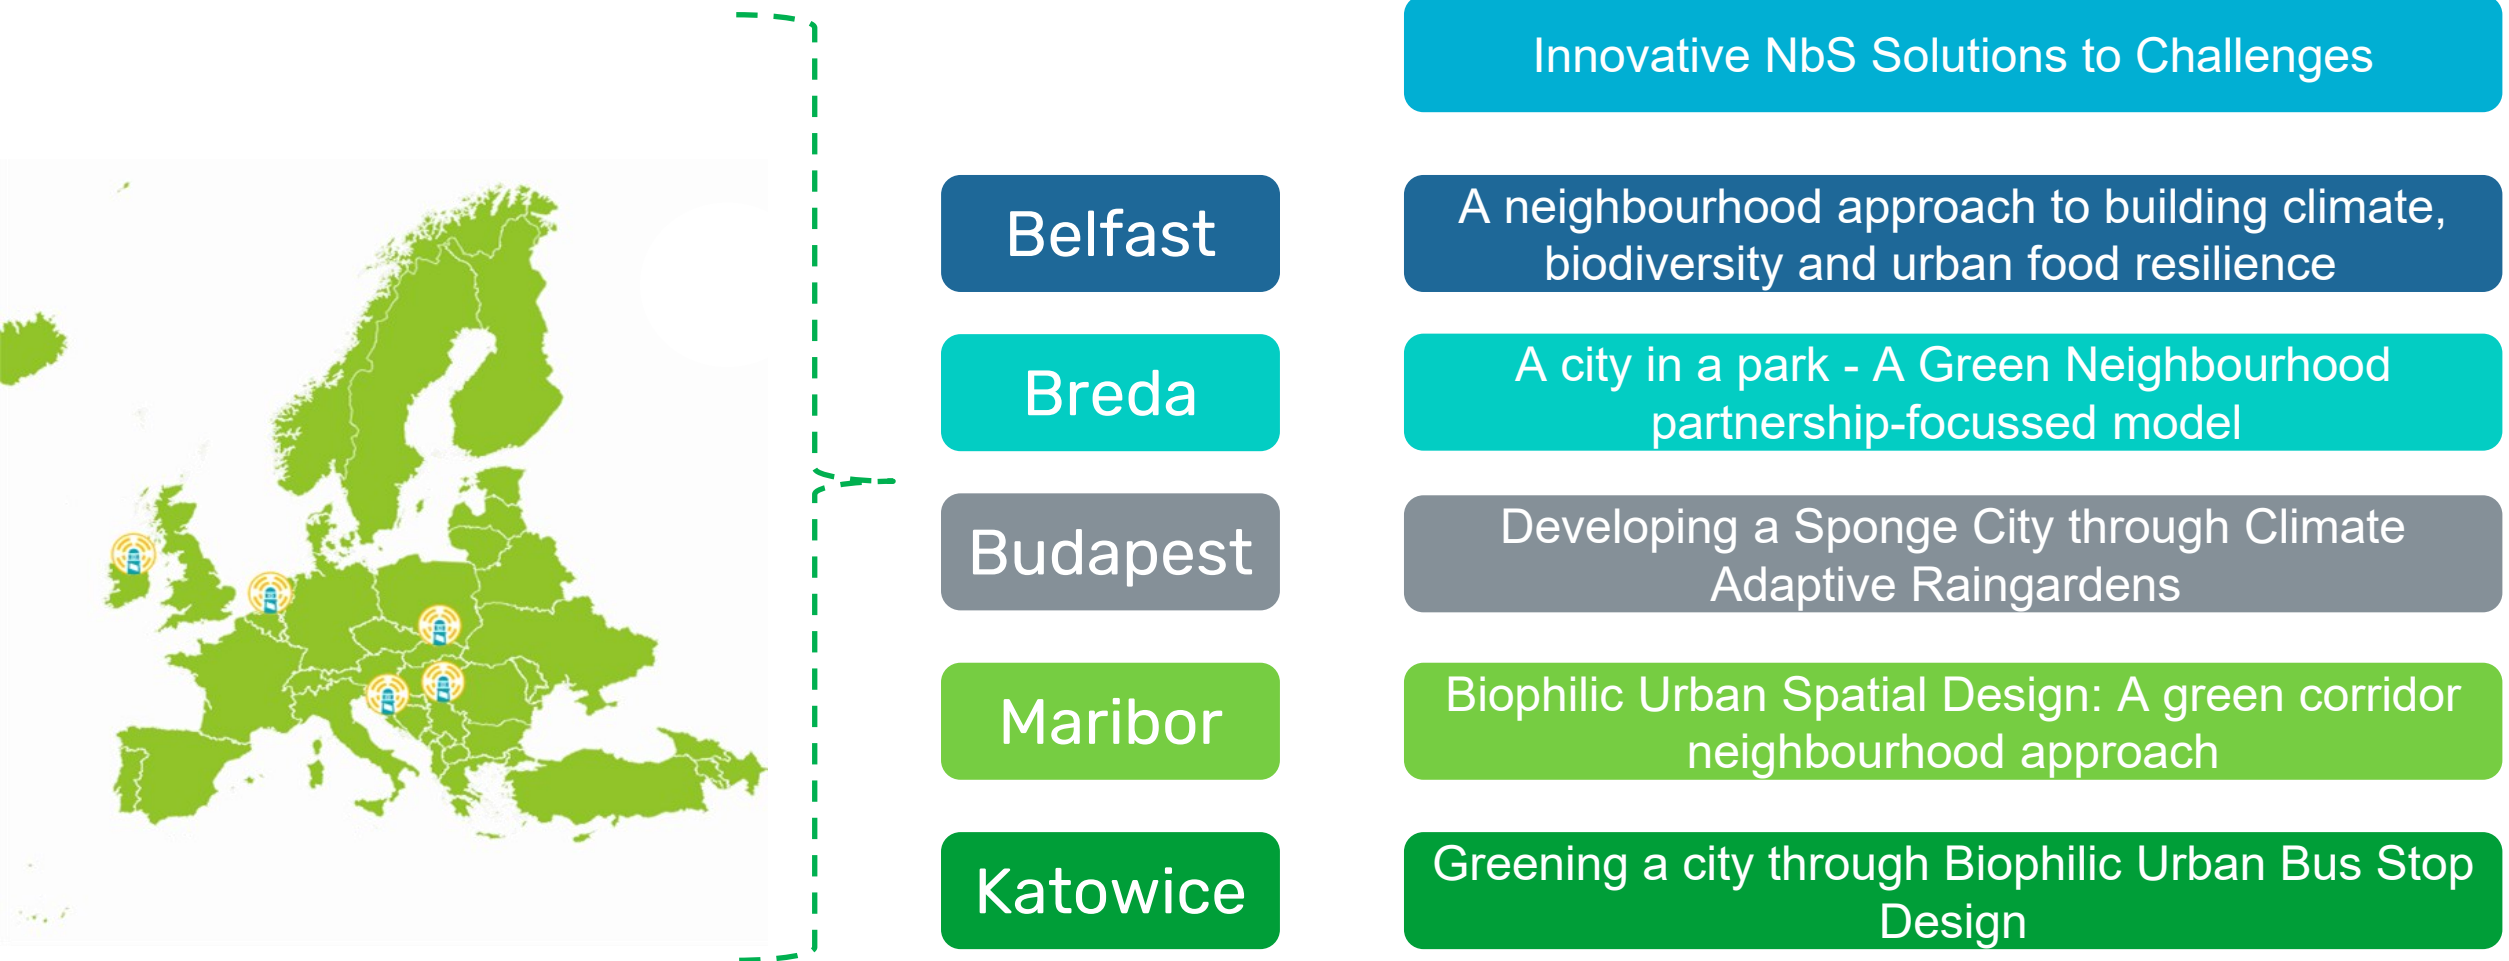 Innovative NbS Solutions to Challenges
Belfast
A neighbourhood approach to building climate,
biodiversity and urban food resilience
Breda
A city in a park - A Green Neighbourhood
partnership-focussed model
Budapest
Developing a Sponge City through Climate
Adaptive Raingardens
Maribor
Biophilic Urban Spatial Design: A green corridor
neighbourhood approach
Katowice
Greening a city through Biophilic Urban Bus Stop
Design